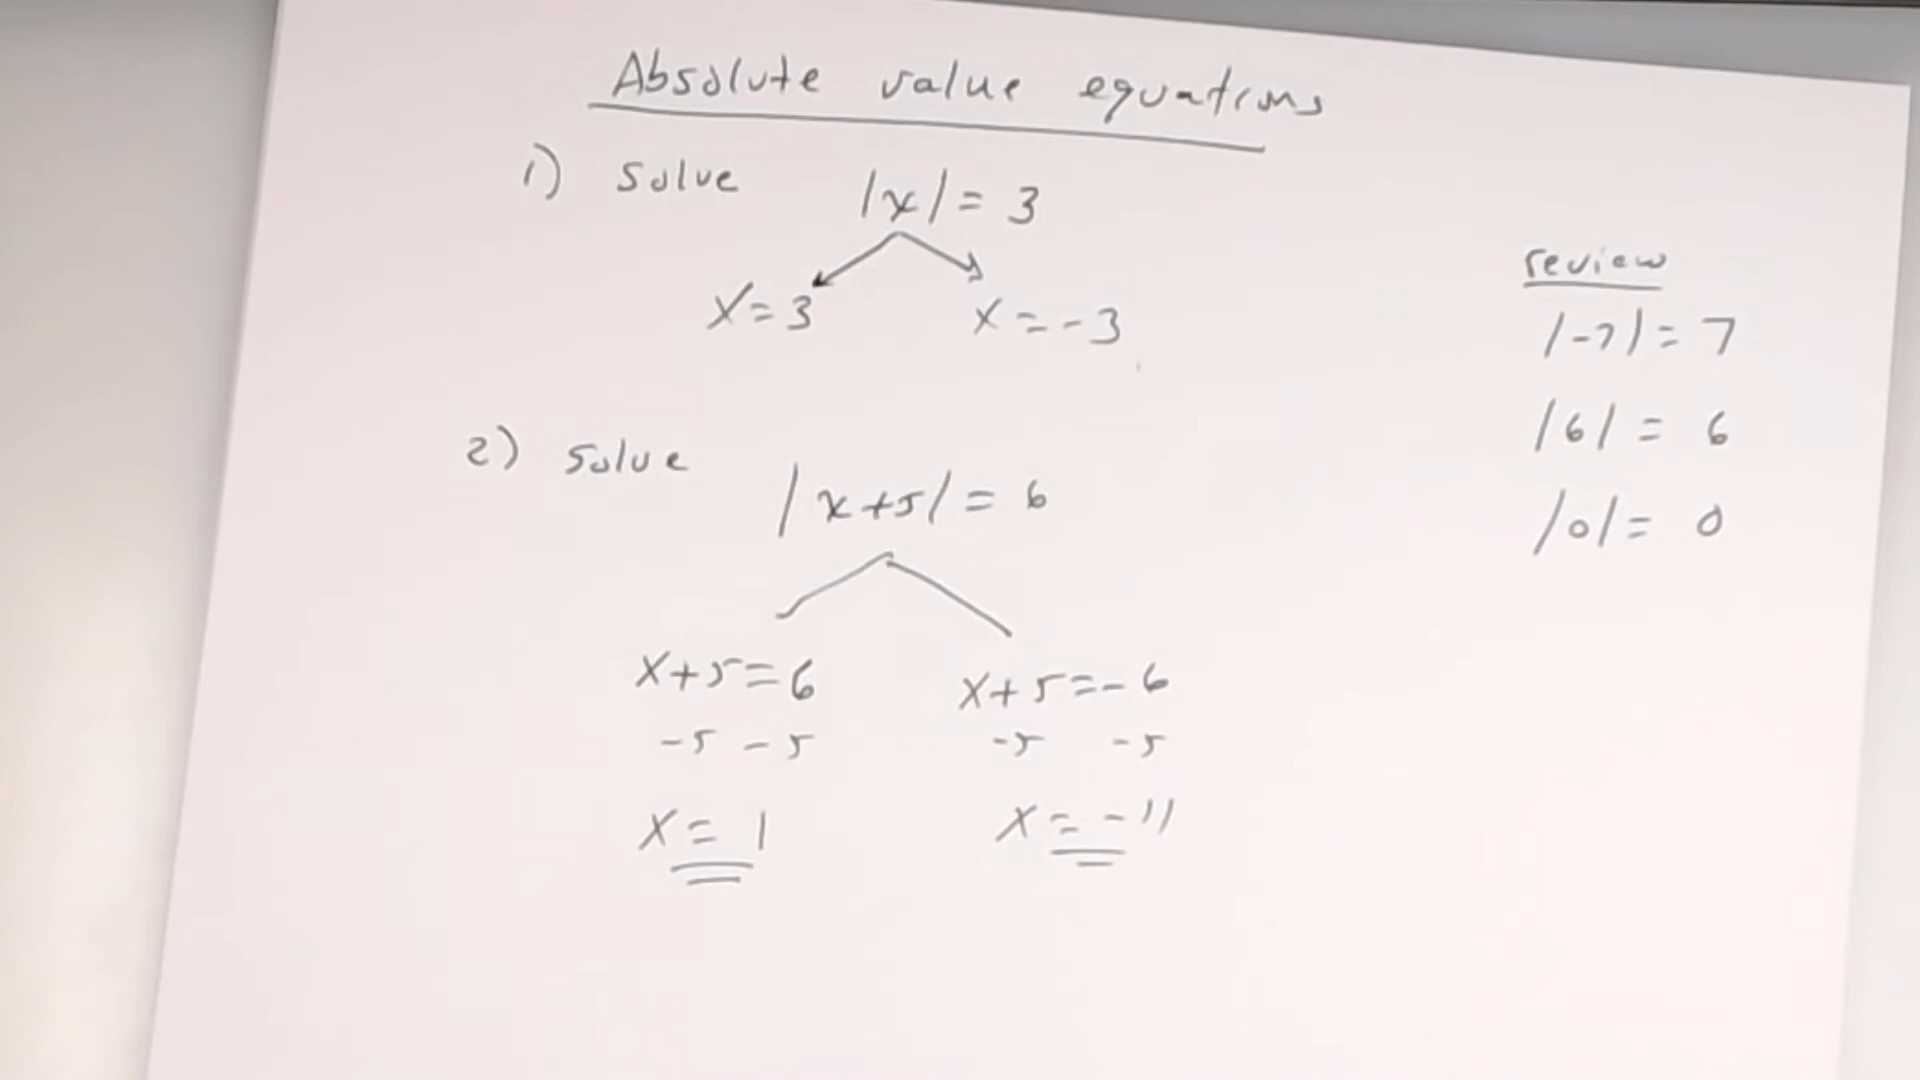 Absolute value equations
1) solve |x| = 3
x = 3 x = -3
review
|-7| = 7
|6| = 6
|0| = 0
2) solve |x+5| = 6
x+5=6 x+5=-6
-5 -5 -5 -5
x = 1 x = -11